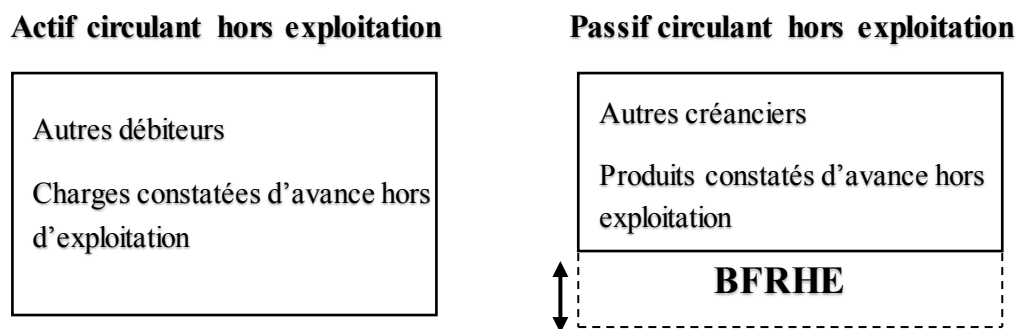 Actif circulant hors exploitation
Autres débiteurs
Charges constatées d’avance hors
d’exploitation
Passif circulant hors exploitation
Autres créanciers
Produits constatés d’avance hors
exploitation
BFRHE